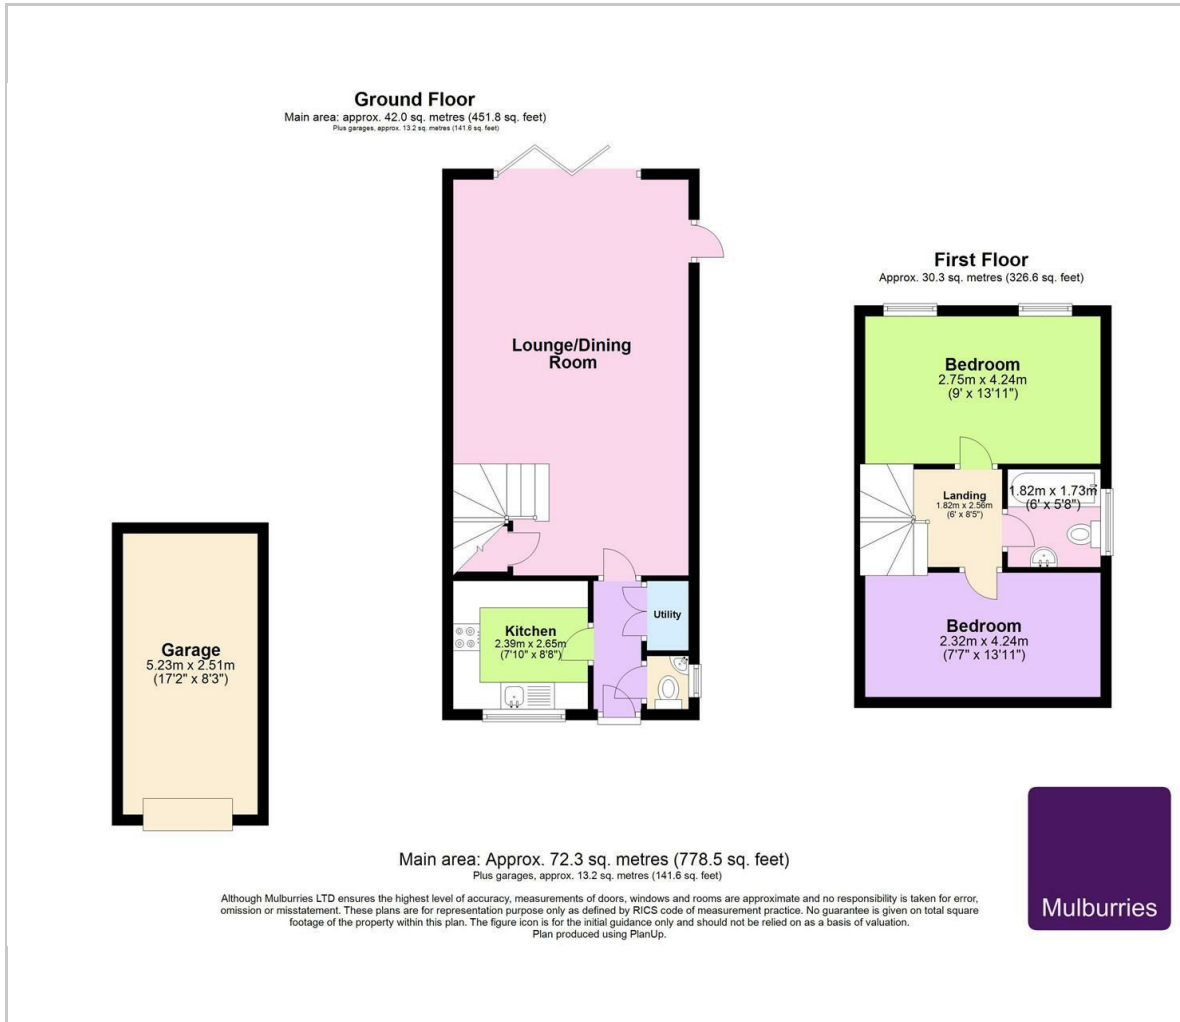 Ground Floor
Main area: approx. 42.0 sq. metres (451.8 sq. feet)
Plus garages, approx. 13.2 sq. metres (141.6 sq. feet)
Lounge/Dining
Room
Kitchen
2.39m x 2.65m
(7'10" x 8'8")
Utility
First Floor
Approx. 30.3 sq. metres (326.6 sq. feet)
Bedroom
2.75m x 4.24m
(9' x 13'11")
Landing
1.82m x 2.56m
(6' x 8'5")
1.82m x 1.73m
(6' x 5'8")
Bedroom
2.32m x 4.24m
(7'7" x 13'11")
Garage
5.23m x 2.51m
(17'2" x 8'3")
Main area: Approx. 72.3 sq. metres (778.5 sq. feet)
Plus garages, approx. 13.2 sq. metres (141.6 sq. feet)
Although Mulburries LTD ensures the highest level of accuracy, measurements of doors, windows and rooms are approximate and no responsibility is taken for error,
omission or misstatement. These plans are for representation purpose only as defined by RICS code of measurement practice. No guarantee is given on total square
footage of the property within this plan. The figure icon is for the initial guidance only and should not be relied on as a basis of valuation.
Plan produced using PlanUp.
Mulburries